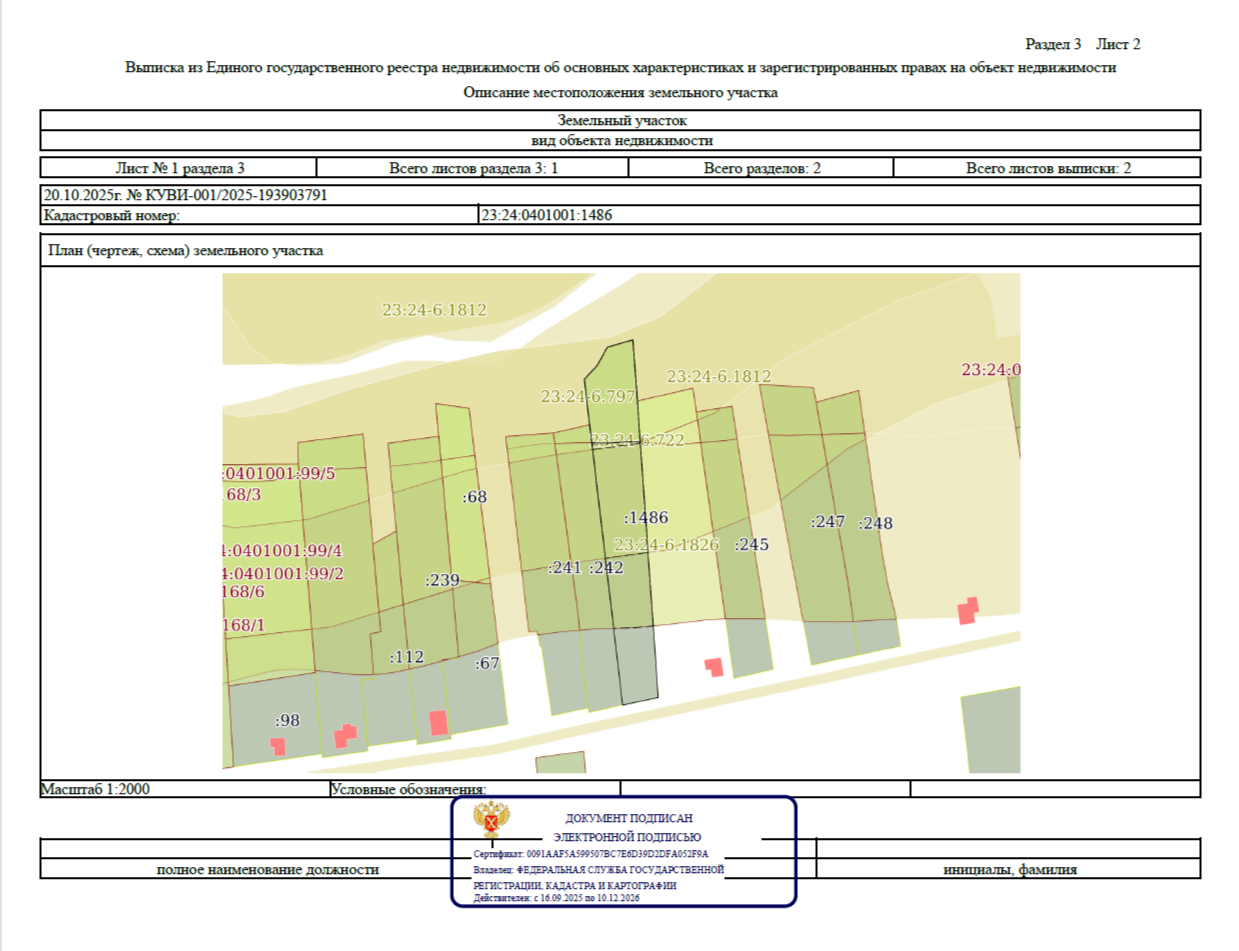 Раздел 3 Лист 2
Выписка из Единого государственного реестра недвижимости об основных характеристиках и зарегистрированных правах на объект недвижимости
Описание местоположения земельного участка
Земельный участок
вид объекта недвижимости
Лист № 1 раздела 3 Всего листов раздела 3: 1 Всего разделов: 2 Всего листов выписки: 2
20.10.2025г. № КУВИ-001/2025-193903791
Кадастровый номер: 23:24:0401001:1486
План (чертеж, схема) земельного участка
23:24-6.1812
23:24-6.1812
23:24:0
23:24-6.797
23:24-6.722
:0401001:99/5
68/3
:68
:1486
:247 :248
23:24-6.1826 :245
4:0401001:99/4
:241 :242
4:0401001:99/2
:239
168/6
168/1
:112
:67
:98
Масштаб 1:2000 Условные обозначения:
ДОКУМЕНТ ПОДПИСАН
ЭЛЕКТРОННОЙ ПОДПИСЬЮ
Сертификат: 0091AAF5A599507BC7E6D39D2DFA052F9A
Владелец: ФЕДЕРАЛЬНАЯ СЛУЖБА ГОСУДАРСТВЕННОЙ
РЕГИСТРАЦИИ, КАДАСТРА И КАРТОГРАФИИ
Действителен: с 16.09.2025 по 10.12.2026
полное наименование должности инициалы, фамилия